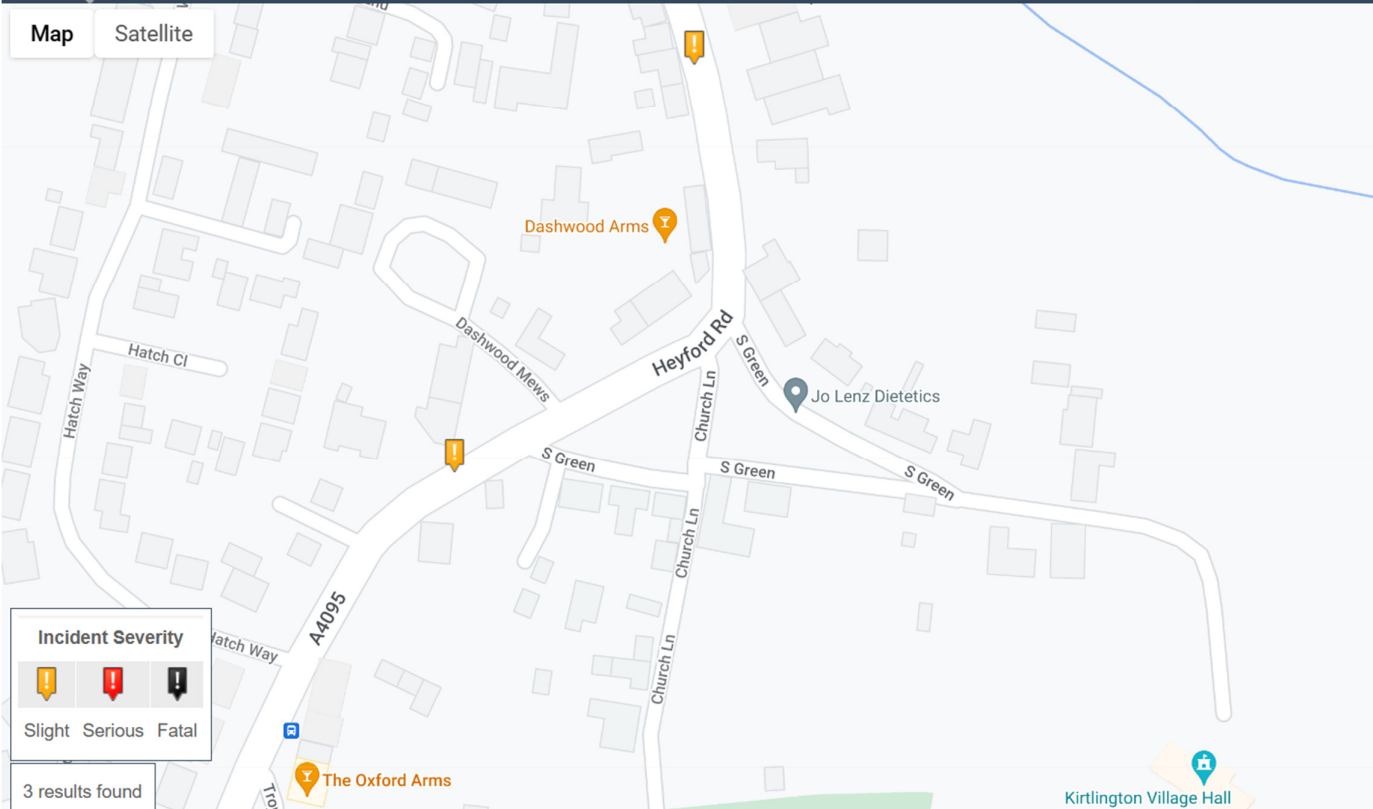 Map
Satellite
Dashwood Arms
Heyford Rd
Dashwood Mews
Hatch Cl
Hatch Way
S Green
Church Ln
Jo Lenz Dietetics
S Green
S Green
S Green
Church Ln
A4095
Hatch Way
Church Ln
Incident Severity
!
!
!
Slight
Serious
Fatal
3 results found
The Oxford Arms
Kirtlington Village Hall